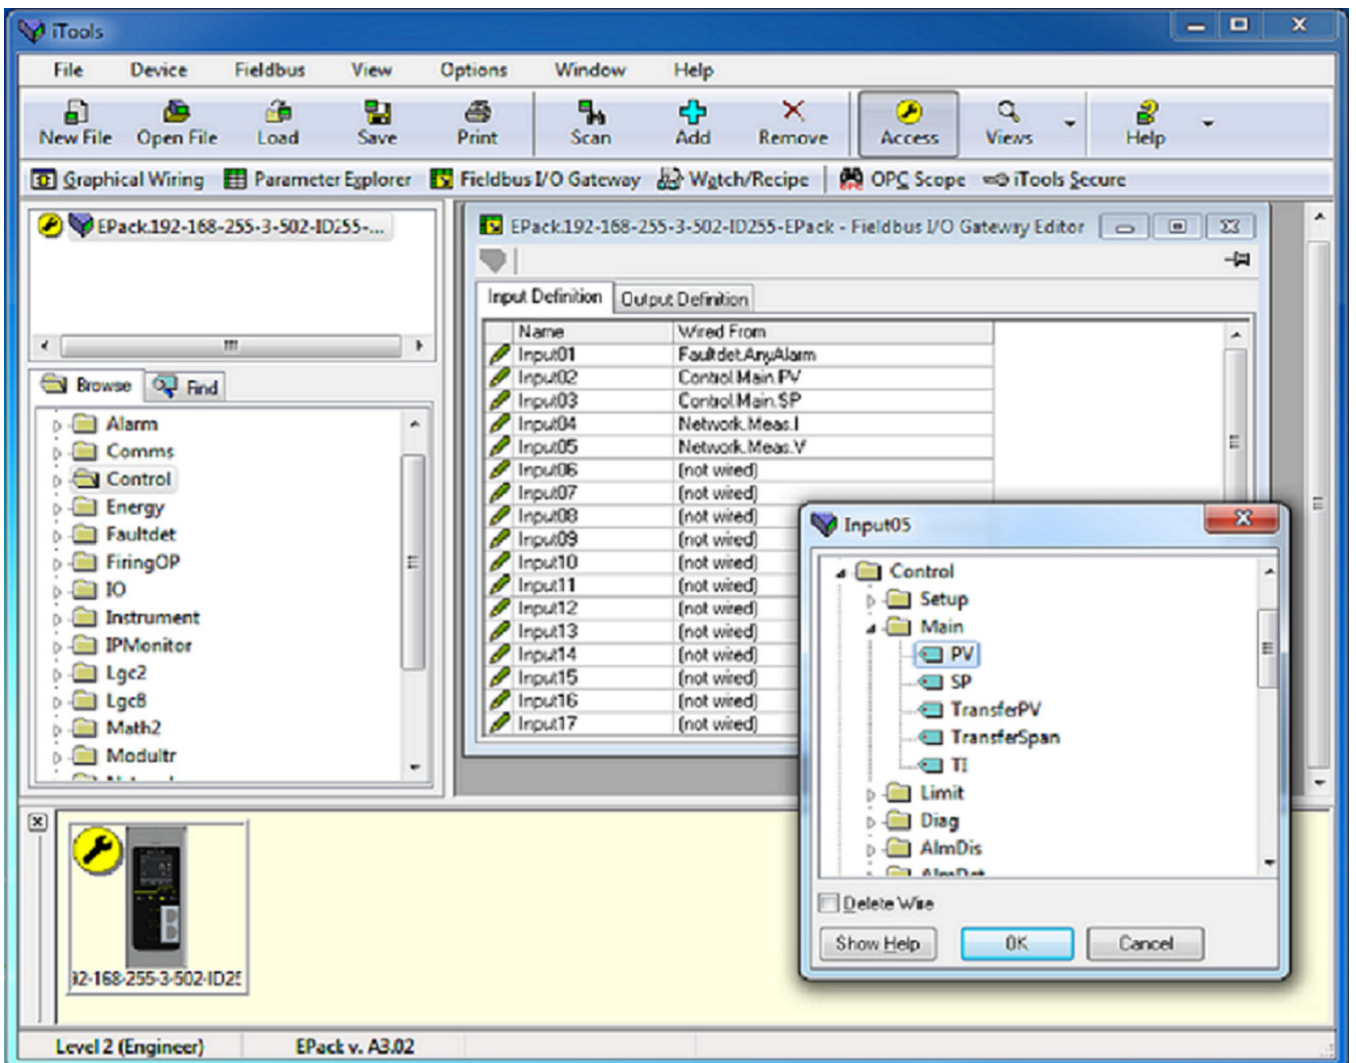 iTools
File Device Fieldbus View Options Window Help
New File Open File Load Save Print Scan Add Remove Access Views Help
Graphical Wiring Parameter Explorer Fieldbus I/O Gateway Watch/Recipe OPC Scope iTools Secure
EPack.192-168-255-3-502-ID255-...
Browse Find
Alarm
Comms
Control
Energy
Faultdet
FiringOP
IO
Instrument
IPMonitor
Lgc2
Lgc8
Math2
Modultr
EPack.192-168-255-3-502-ID255-EPack - Fieldbus I/O Gateway Editor
Input Definition Output Definition
Name Wired From
Input01 Faultdet.AnyAlarm
Input02 Control.Main.PV
Input03 Control.Main.SP
Input04 Network.Meas.I
Input05 Network.Meas.V
Input06 (not wired)
Input07 (not wired)
Input08 (not wired)
Input09 (not wired)
Input10 (not wired)
Input11 (not wired)
Input12 (not wired)
Input13 (not wired)
Input14 (not wired)
Input15 (not wired)
Input16 (not wired)
Input17 (not wired)
Input05
Control
Setup
Main
PV
SP
TransferPV
TransferSpan
TI
Limit
Diag
AlmDis
Delete Wire
Show Help OK Cancel
92-168-255-3-502-ID25
Level 2 (Engineer) EPack v. A3.02